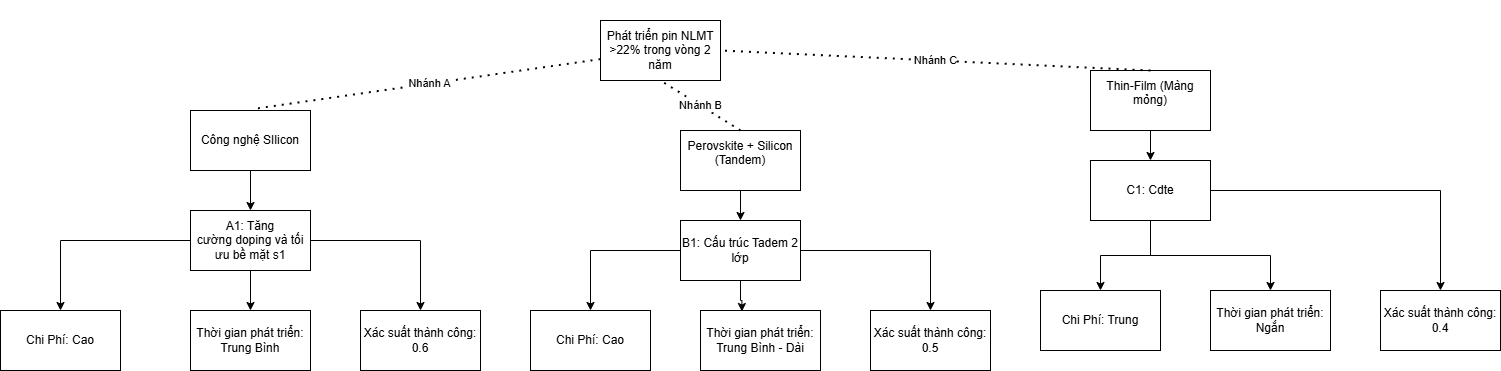 Phát triển pin NLMT
>22% trong vòng 2
năm
Nhánh A
Nhánh B
Nhánh C
Công nghệ SIlicon
A1: Tăng
cường doping và tối
ưu bề mặt s1
Chi Phí: Cao
Thời gian phát triển:
Trung Bình
Xác suất thành công:
0.6
Perovskite + Silicon
(Tandem)
B1: Cấu trúc Tadem 2
lớp
Chi Phí: Cao
Thời gian phát triển:
Trung Bình - Dải
Xác suất thành công:
0.5
Thin-Film (Màng
mỏng)
C1: Cdte
Chi Phí: Trung
Thời gian phát triển:
Ngắn
Xác suất thành công:
0.4